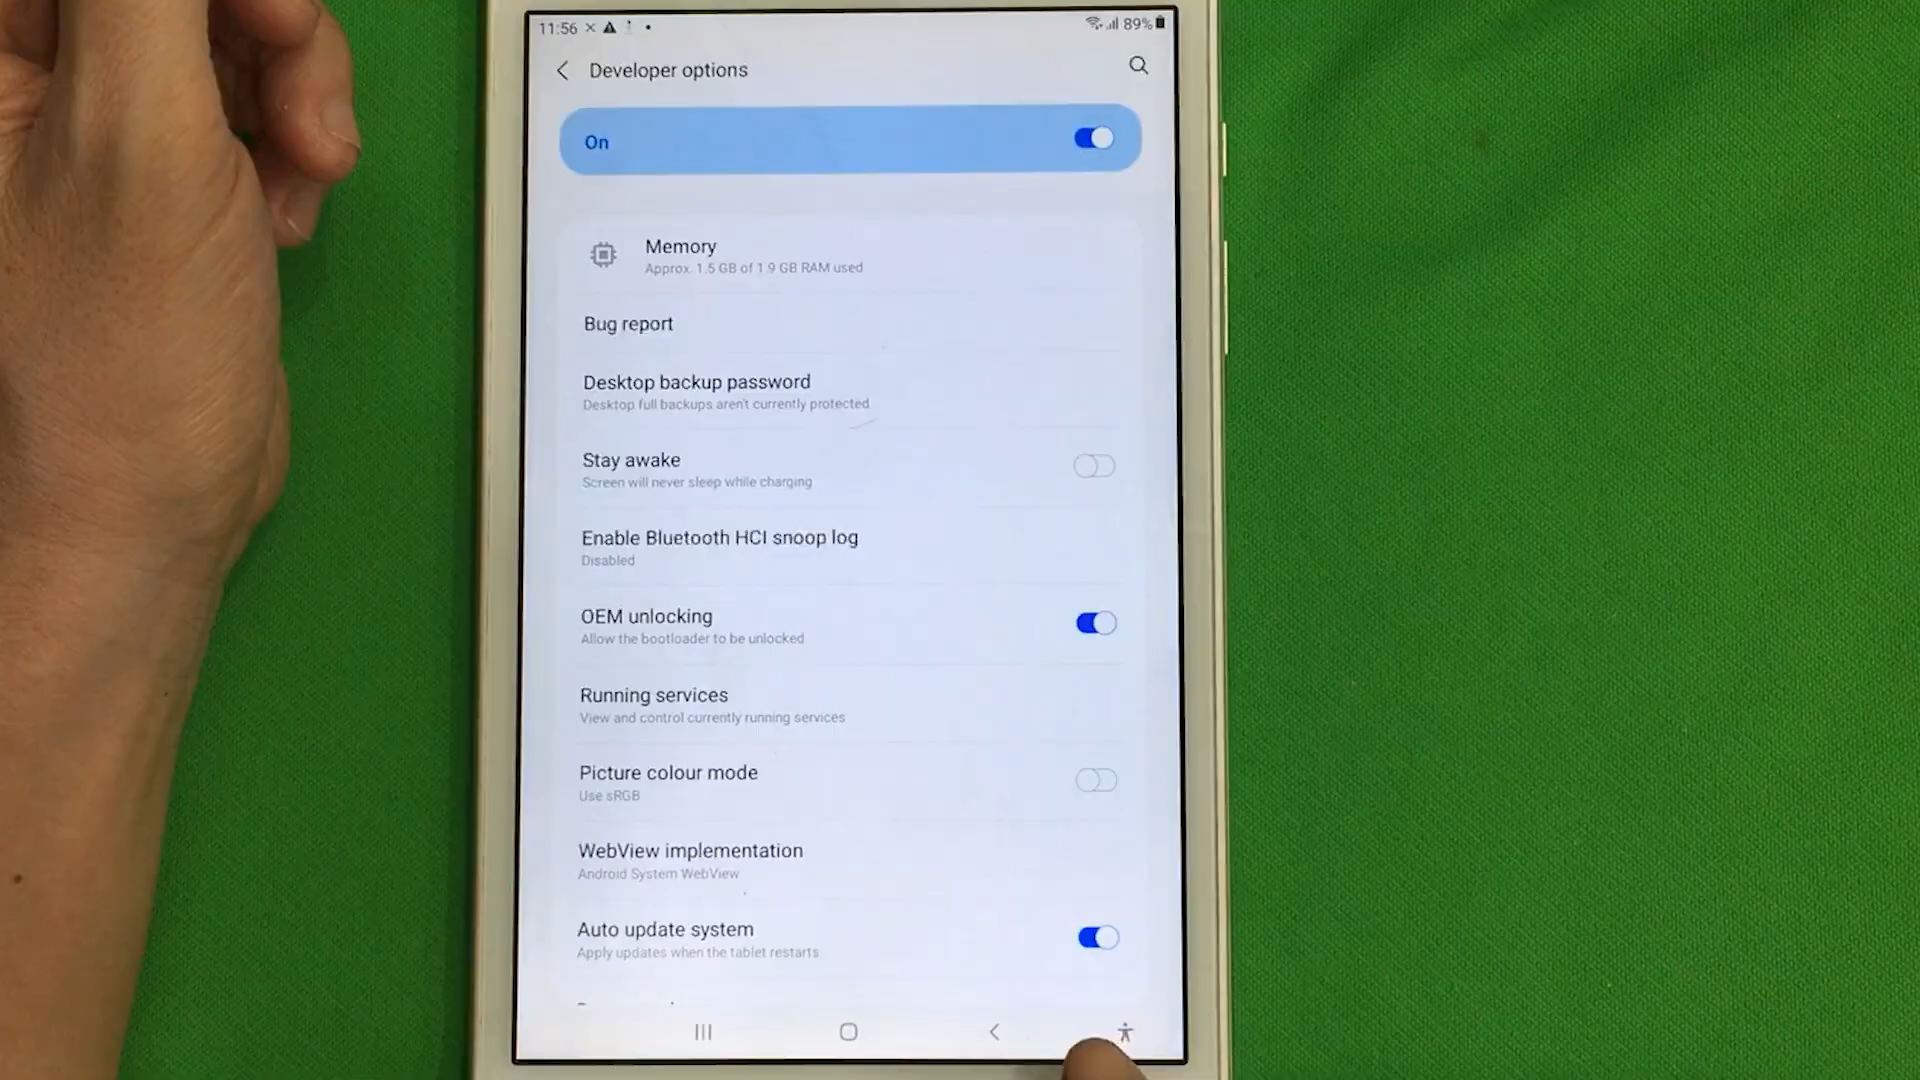 11:56
89%
Developer options
On
Memory
Approx. 1.5 GB of 1.9 GB RAM used
Bug report
Desktop backup password
Desktop full backups aren't currently protected
Stay awake
Screen will never sleep while charging
Enable Bluetooth HCI snoop log
Disabled
OEM unlocking
Allow the bootloader to be unlocked
Running services
View and control currently running services
Picture colour mode
Use sRGB
WebView implementation
Android System WebView
Auto update system
Apply updates when the tablet restarts